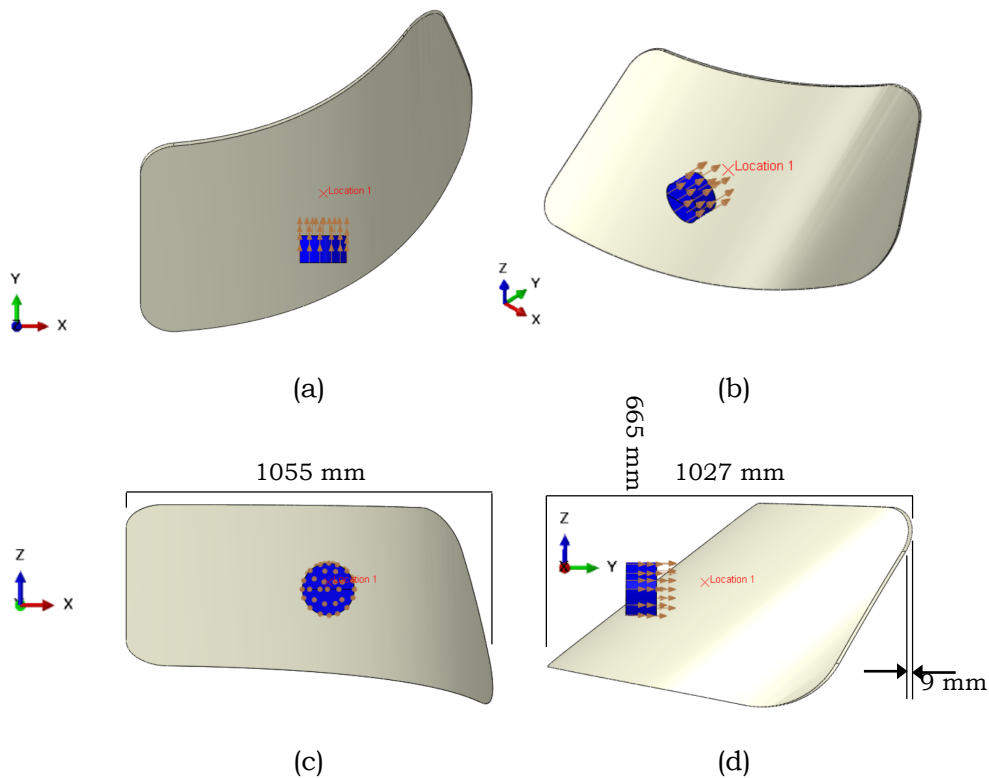 Location 1
Y
X
Location 1
Z
Y
X
(a)
(b)
1055 mm
665 mm
1027 mm
Z
Y
X
Location 1
Z
X
Y
Location 1
9 mm
(c)
(d)